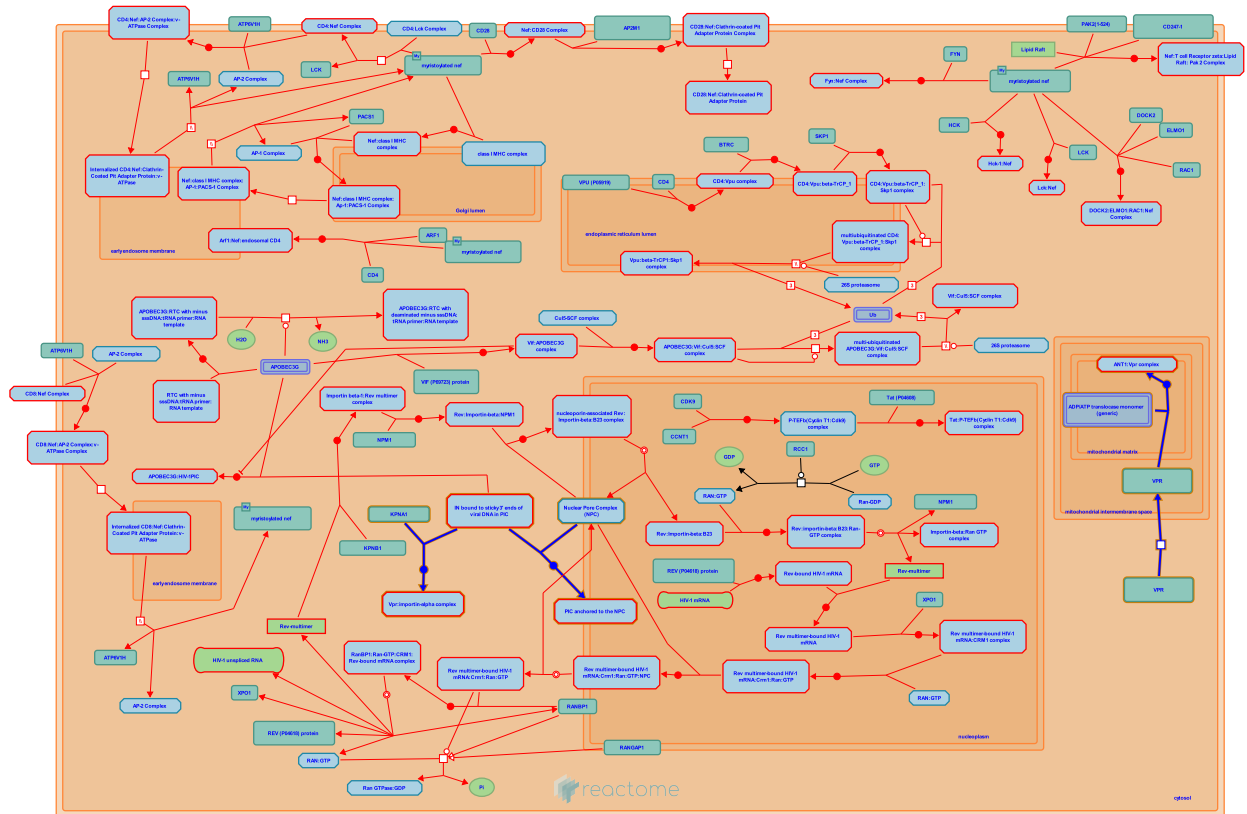 CD4:Nef:AP-2 Complex:v-
ATPase Complex
ATP6V1H
CD4:Nef Complex
CD4:Lck Complex
CD28
Nef:CD28 Complex
AP2M1
CD28:Nef:Clathrin-coated Pit
Adapter Protein Complex
PAK2(1-524)
CD247-1
Lipid Raft
Nef:T cell Receptor zeta:Lipid
Raft: Pak 2 Complex
FYN
LCK
My
myristoylated nef
ATP6V1H
AP-2 Complex
Fyn:Nef Complex
My
myristoylated nef
CD28:Nef:Clathrin-coated Pit
Adapter Protein
PACS1
HCK
DOCK2
ELMO1
5
5
SKP1
BTRC
Nef:class I MHC
complex
class I MHC complex
AP-1 Complex
LCK
RAC1
Hck-1:Nef
Internalized CD4:Nef:Clathrin-
Coated Pit Adapter Protein:v-
ATPase
Nef:class I MHC complex:
AP-1:PACS-1 Complex
VPU (P05919)
CD4
CD4:Vpu complex
CD4:Vpu:beta-TrCP_1
CD4:Vpu:beta-TrCP_1:
Skp1 complex
Lck:Nef
Nef:class I MHC complex:
Ap-1:PACS-1 Complex
Golgi lumen
DOCK2:ELMO1:RAC1:Nef
Complex
Arf1:Nef:endosomal CD4
ARF1
My
myristoylated nef
endoplasmic reticulum lumen
multiubiquitinated CD4:
Vpu:beta-TrCP_1:Skp1
complex
early endosome membrane
CD4
Vpu:beta-TrCP1:Skp1
complex
3
3
26S proteasome
APOBEC3G:RTC with minus
sssDNA:tRNA primer:RNA
template
APOBEC3G:RTC with
deaminated minus sssDNA:
tRNA primer:RNA template
Vif:Cul5:SCF complex
Cul5-SCF complex
Ub
3
3
H2O
NH3
ATP6V1H
AP-2 Complex
Vif:APOBEC3G
complex
APOBEC3G:Vif:Cul5:SCF
complex
multi-ubiquitinated
APOBEC3G:Vif:Cul5:SCF
complex
26S proteasome
APOBEC3G
ANT1:Vpr complex
VIF (P69723) protein
CD8:Nef Complex
RTC with minus
sssDNA:tRNA primer:
RNA template
Importin beta-1:Rev multimer
complex
Rev:Importin-beta:NPM1
nucleoporin-associated Rev:
Importin-beta:B23 complex
CDK9
Tat (P04608)
ADP/ATP translocase monomer
(generic)
P-TEFb(Cyclin T1:Cdk9)
complex
Tat:P-TEFb(Cyclin T1:Cdk9)
complex
CD8:Nef:AP-2 Complex:v-
ATPase Complex
NPM1
CCNT1
RCC1
mitochondrial matrix
GDP
GTP
APOBEC3G:HIV-1 PIC
VPR
RAN:GTP
Ran-GDP
KPNA1
IN bound to sticky 3' ends of
viral DNA in PIC
Nuclear Pore Complex
(NPC)
NPM1
mitochondrial intermembrane space
My
myristoylated nef
Internalized CD8:Nef:Clathrin-
Coated Pit Adapter Protein:v-
ATPase
Rev::Importin-beta:B23
Rev: Importin-beta:B23:Ran-
GTP complex
Importin-beta:Ran GTP
complex
KPNB1
REV (P04618) protein
Rev-bound HIV-1 mRNA
Rev-multimer
early endosome membrane
VPR
Vpr:importin-alpha complex
PIC anchored to the NPC
HIV-1 mRNA
XPO1
5
Rev-multimer
Rev multimer-bound HIV-1
mRNA
Rev multimer-bound HIV-1
mRNA:CRM1 complex
ATP6V1H
HIV-1 unspliced RNA
RanBP1:Ran-GTP:CRM1:
Rev-bound mRNA complex
Rev multimer-bound HIV-1
mRNA:Crm1:Ran:GTP
Rev multimer-bound HIV-1
mRNA:Crm1:Ran:GTP:NPC
Rev multimer-bound HIV-1
mRNA:Crm1:Ran:GTP
XPO1
RAN:GTP
AP-2 Complex
RANBP1
REV (P04618) protein
nucleoplasm
RANGAP1
RAN:GTP
Ran GTPase:GDP
Pi
reactome
cytosol